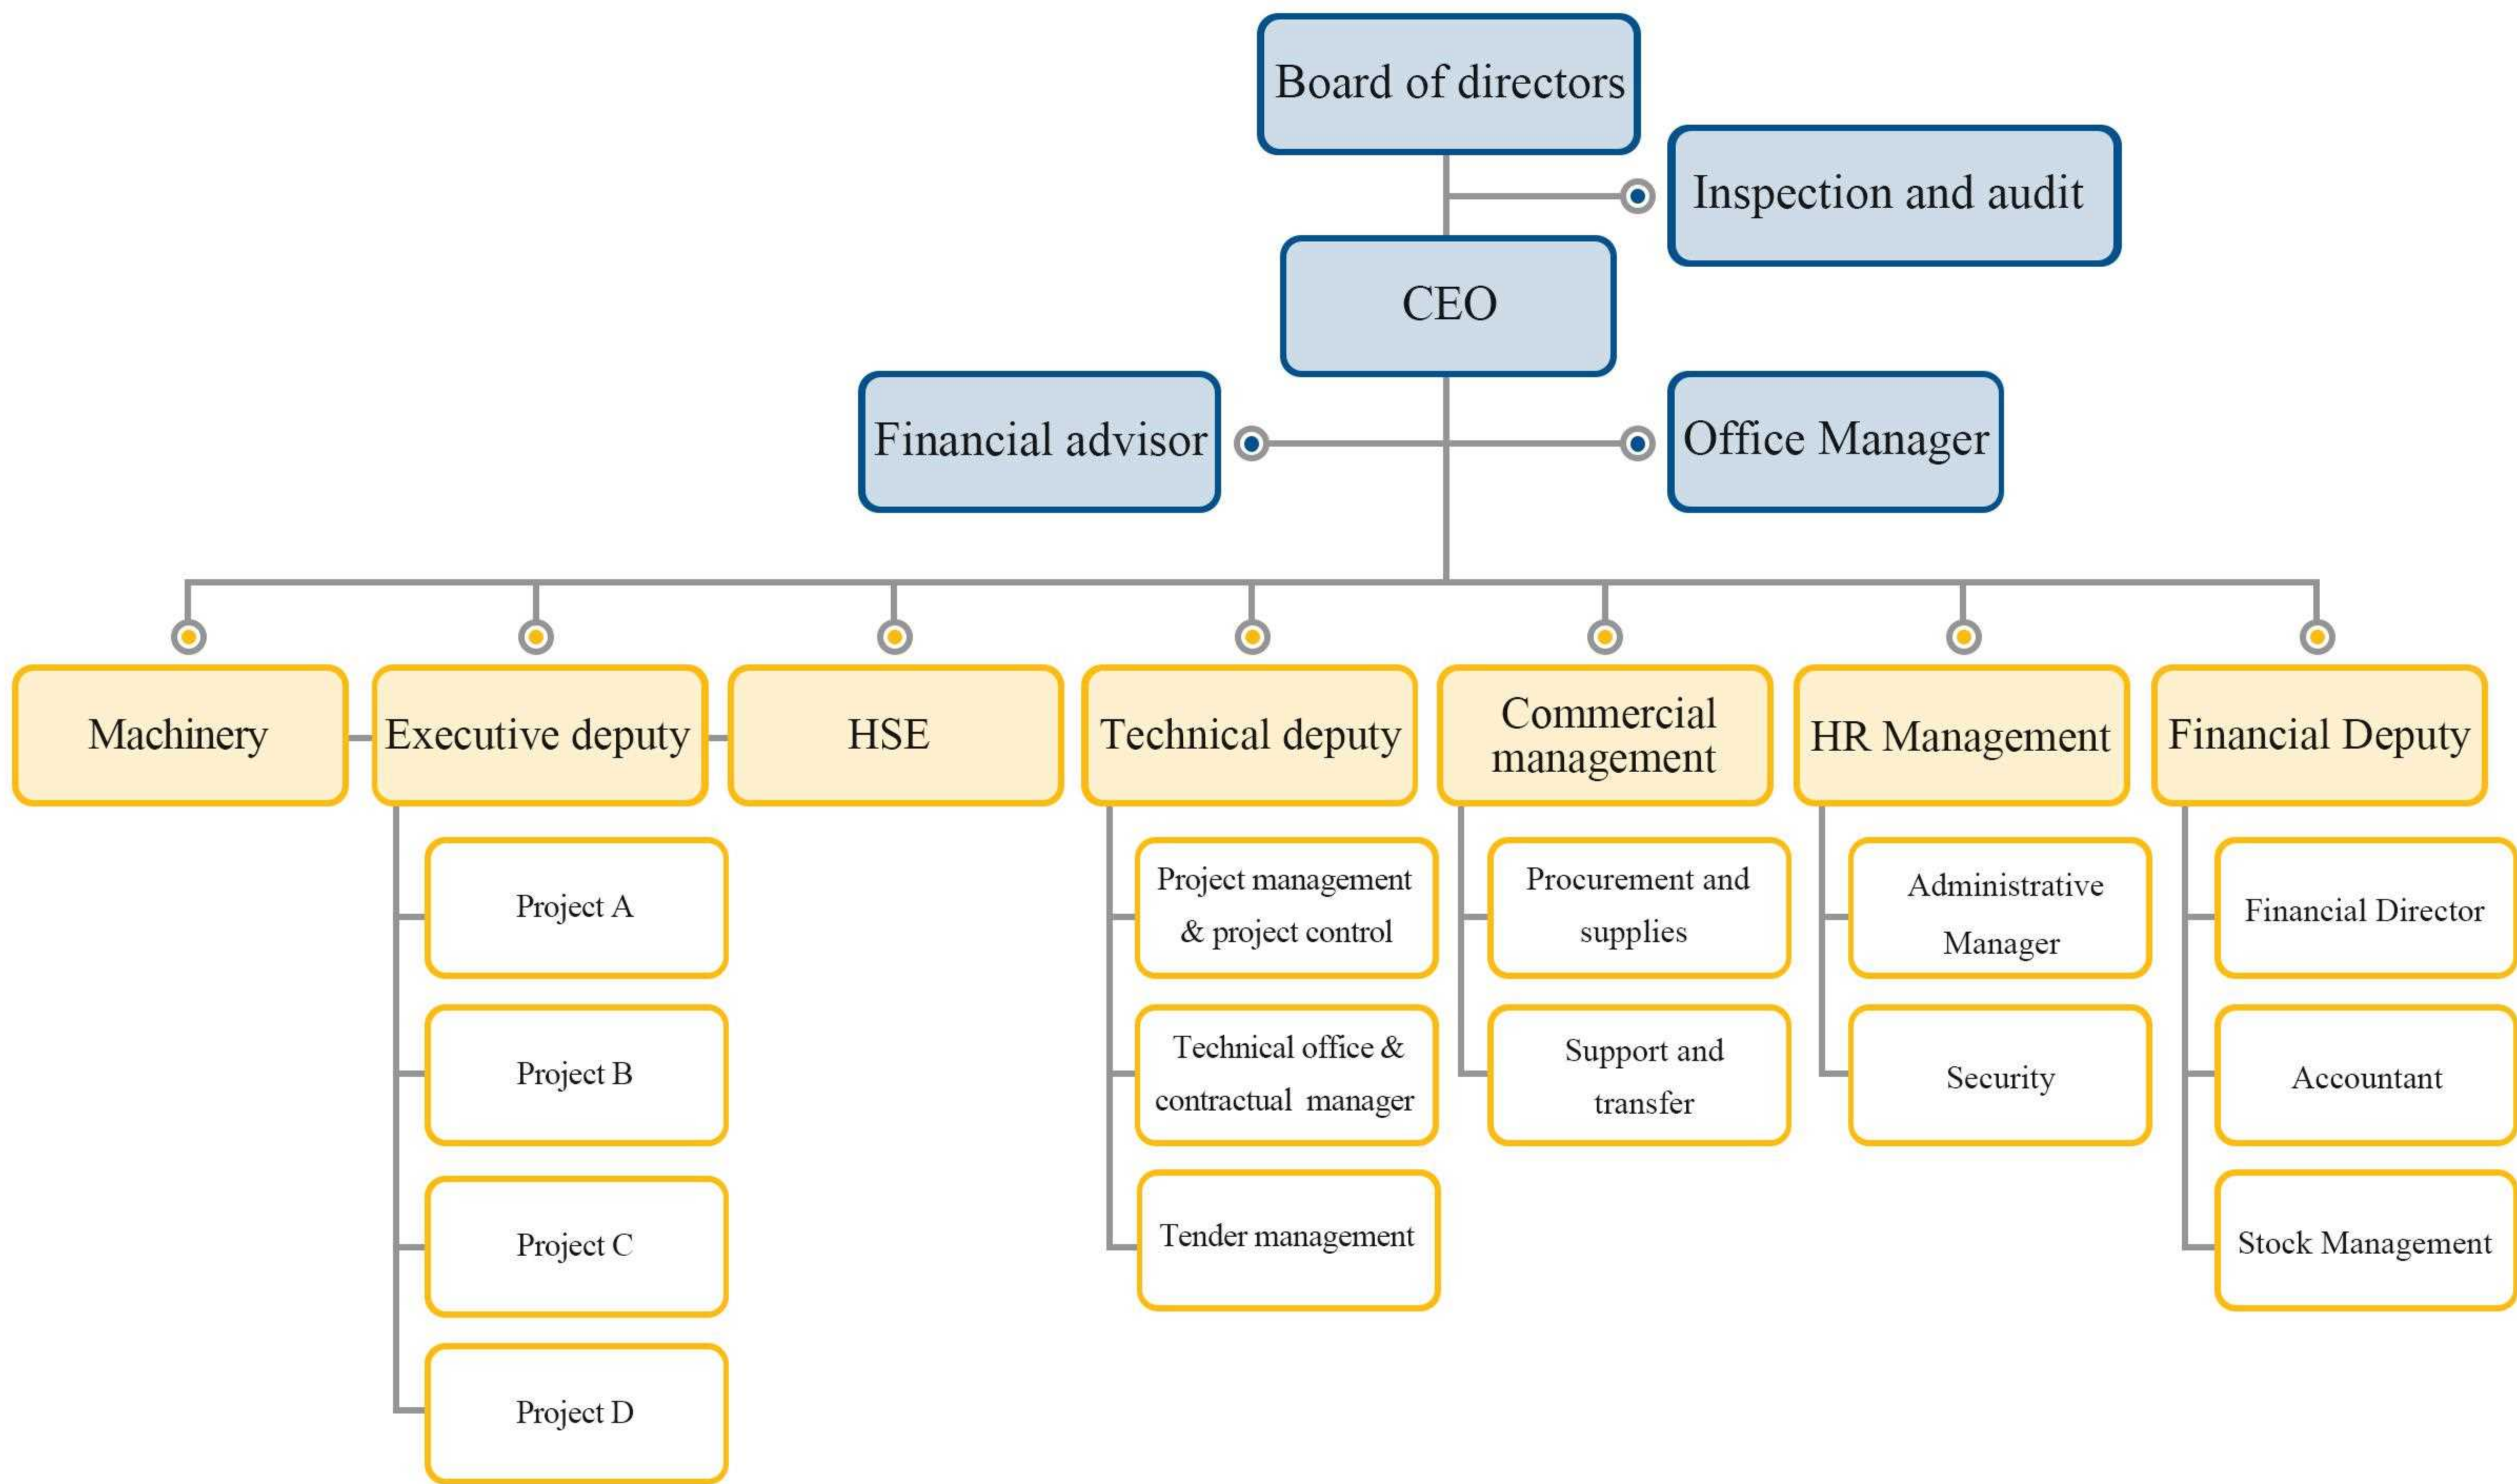 Board of directors
Inspection and audit
CEO
Financial advisor
Office Manager
Machinery
Executive deputy
HSE
Technical deputy
Commercial
management
HR Management
Financial Deputy
Project A
Project B
Project C
Project D
Project management
& project control
Technical office &
contractual manager
Tender management
Procurement and
supplies
Support and
transfer
Administrative
Manager
Security
Financial Director
Accountant
Stock Management